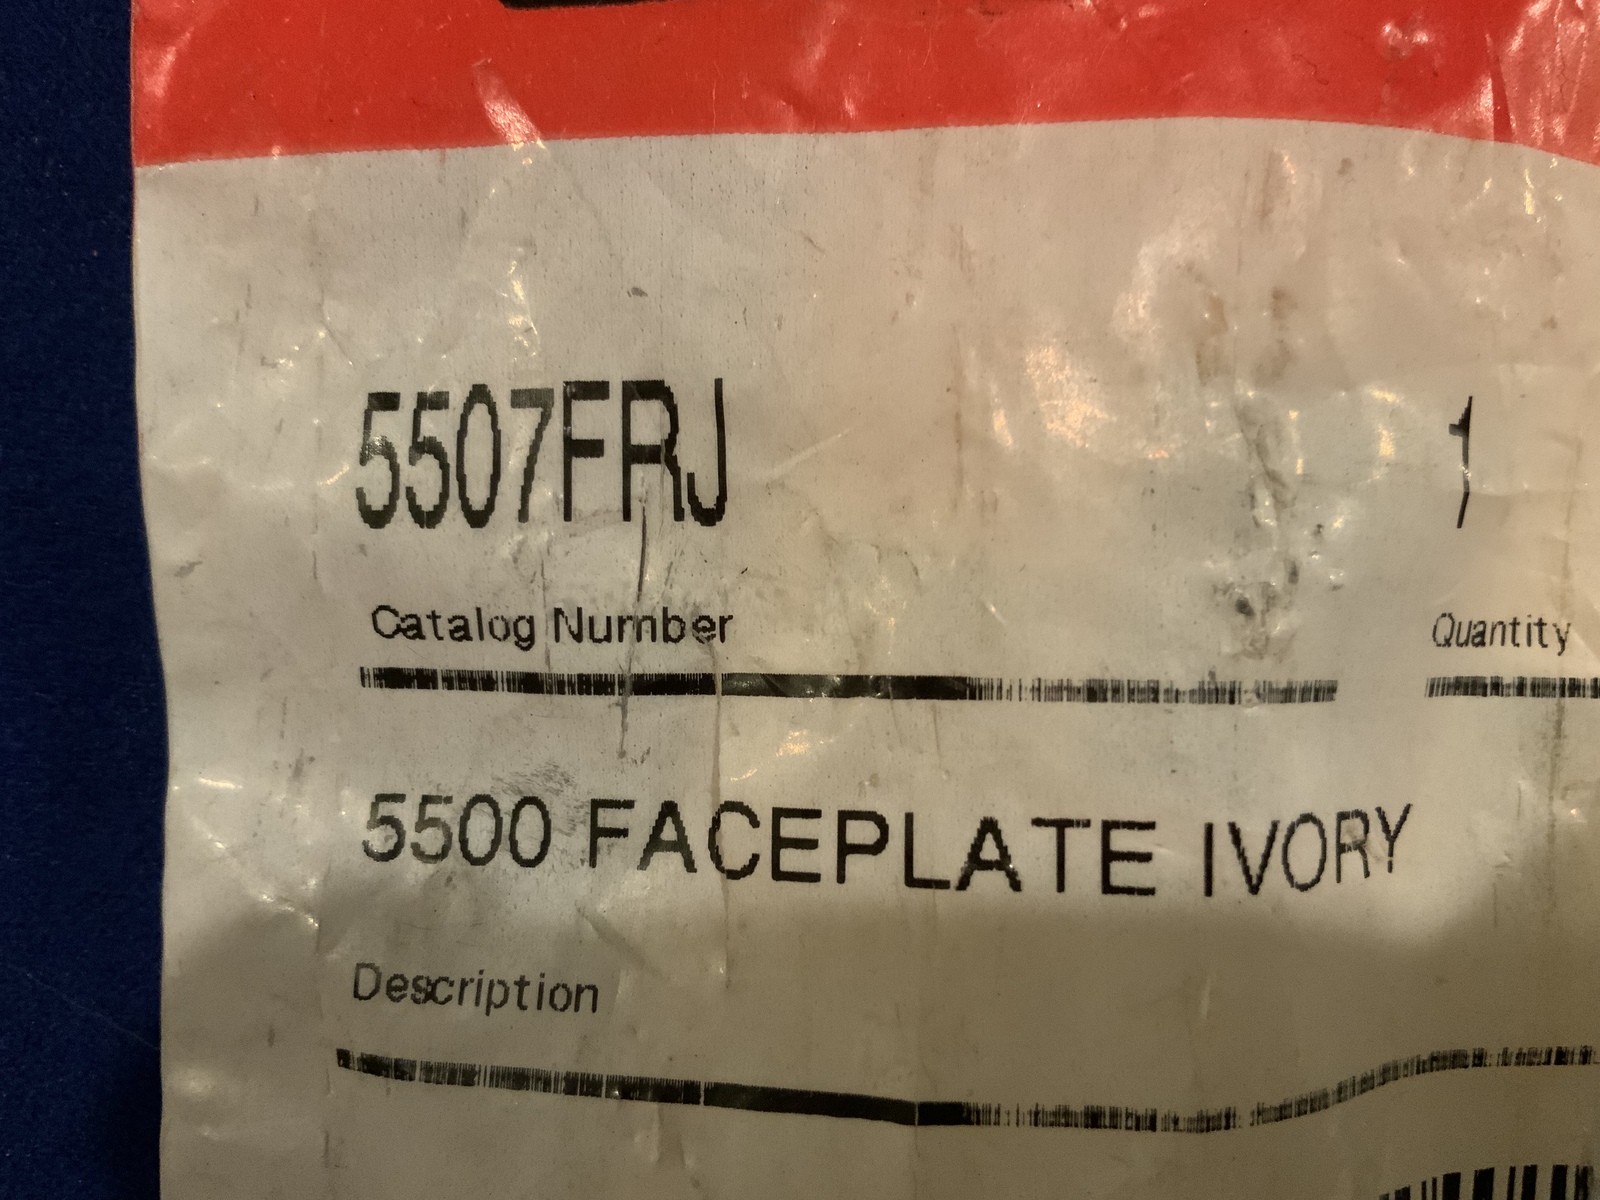 5507FRJ 1
Catalog Number Quantity
5500 FACEPLATE IVORY
Description